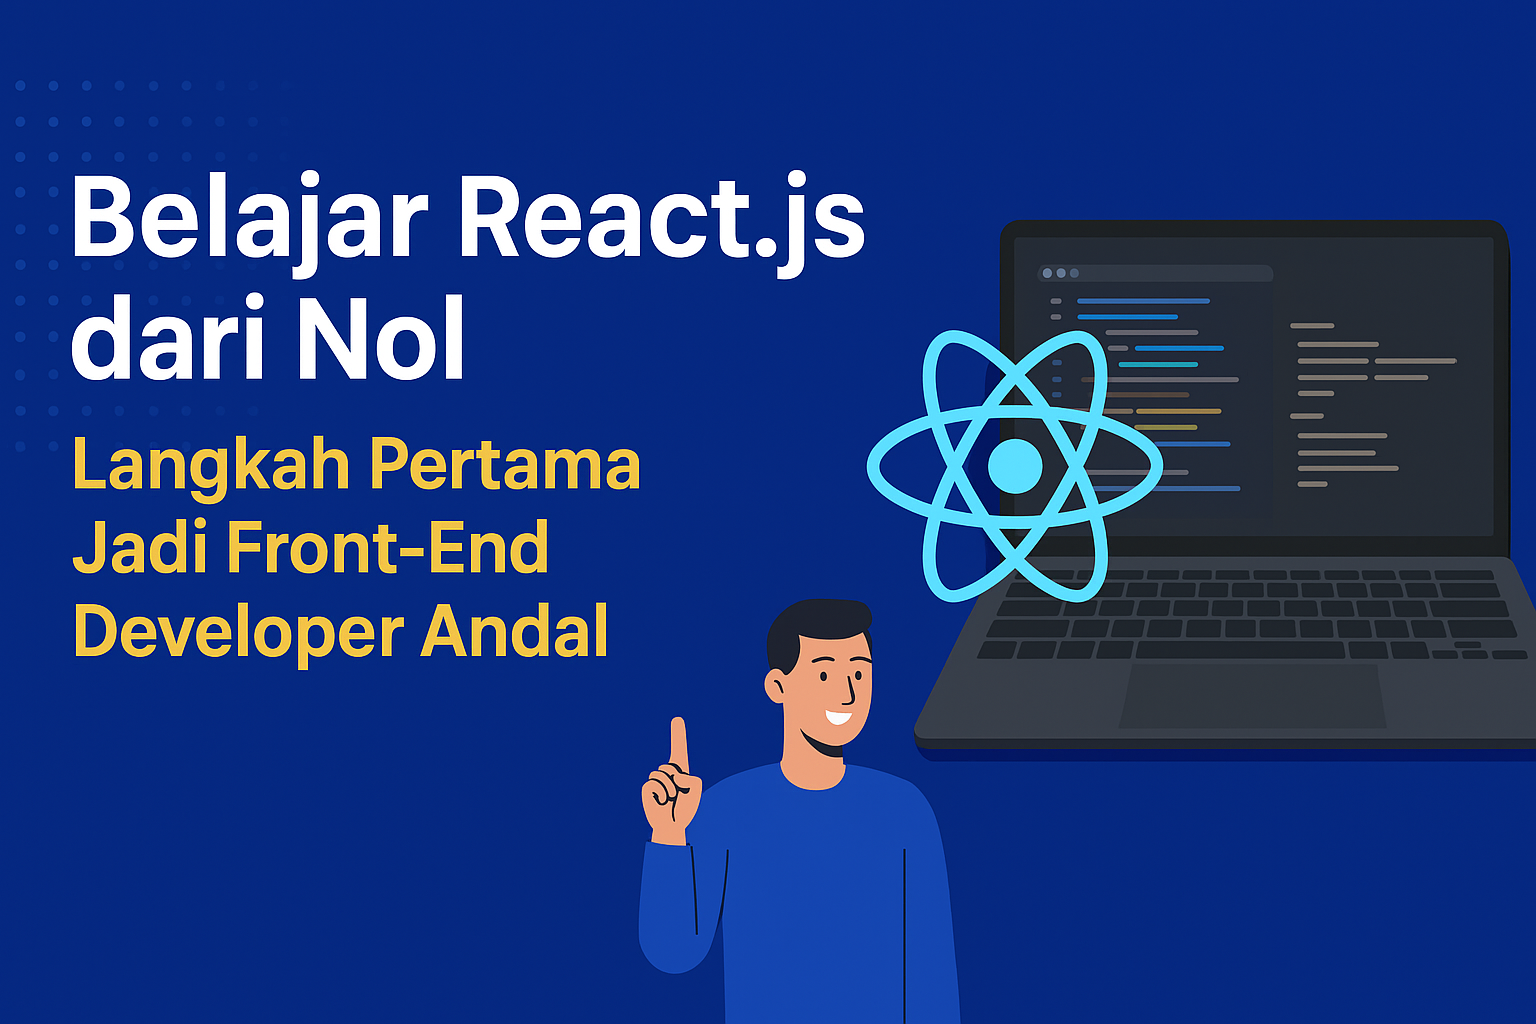 Belajar React.js
dari Nol
Langkah Pertama
Jadi Front-End
Developer Andal